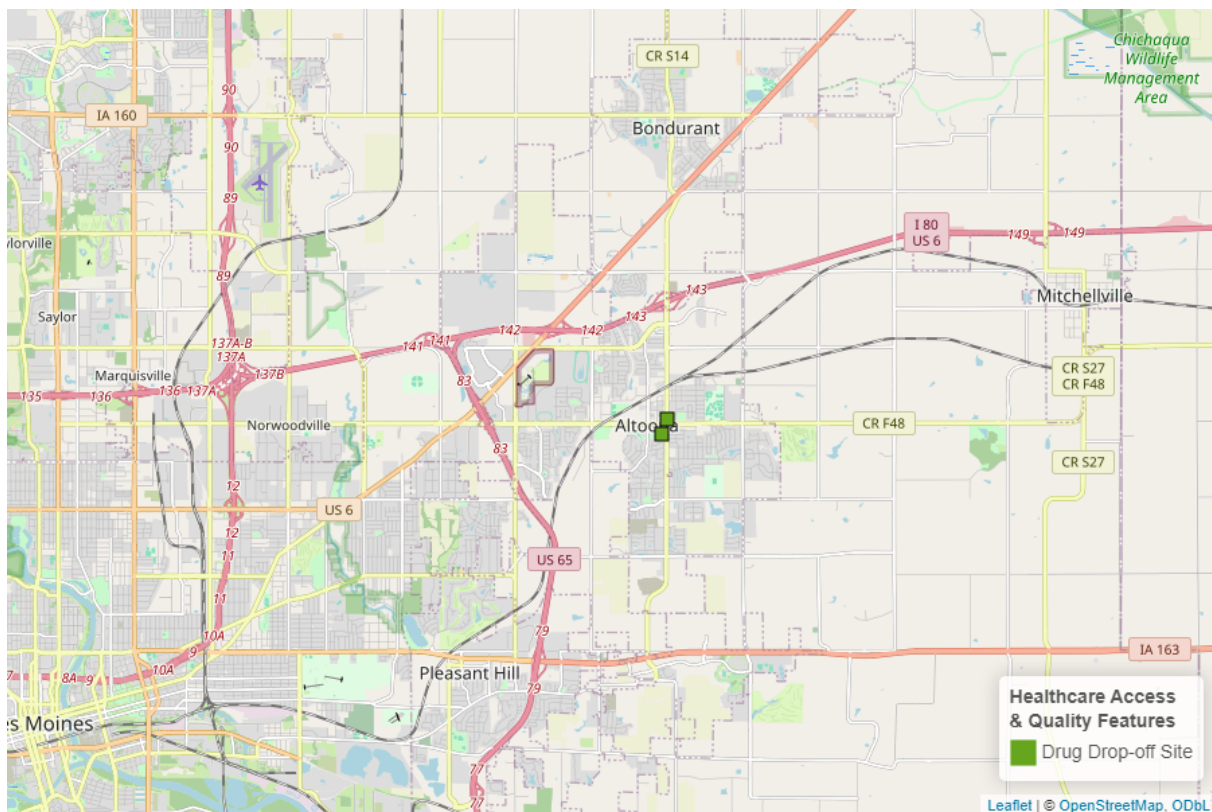 CR S14
Chichaqua
Wildlife
Management
Area
90
IA 160
Bondurant
90
89
I 80
US 6
149
149
ylorville
89
143
Mitchellville
143
Saylor
142
142
137A-B
141
141
137A
Marquisville
137B
83
CR S27
CR F48
135
136
136
137A
Norwoodville
Altoona
CR F48
83
CR S27
12
US 6
12
11
US 65
11
79
10A
9
IA 163
10A
8A
9
7
Pleasant Hill
79
es Moines
77
Healthcare Access
& Quality Features
Drug Drop-off Site
Leaflet | © OpenStreetMap, ODbL